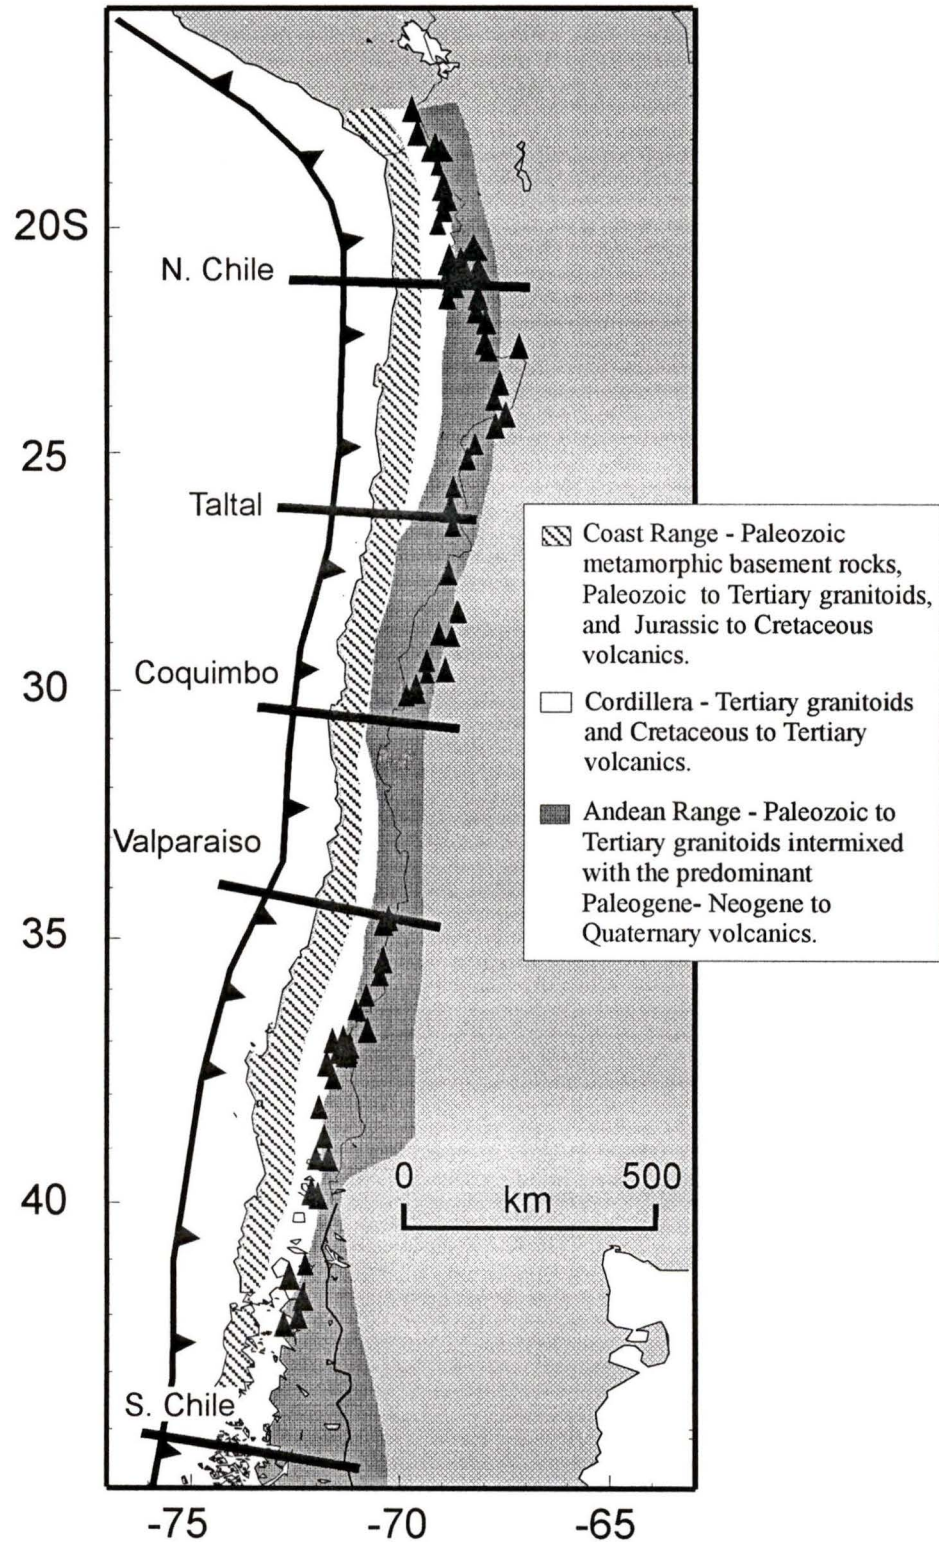 20S
N. Chile
25
Taltal
Coast Range - Paleozoic
metamorphic basement rocks,
Paleozoic to Tertiary granitoids,
and Jurassic to Cretaceous
volcanics.
Coquimbo
30
Cordillera - Tertiary granitoids
and Cretaceous to Tertiary
volcanics.
Valparaiso
Andean Range - Paleozoic to
Tertiary granitoids intermixed
with the predominant
Paleogene- Neogene to
Quaternary volcanics.
35
0 500
km
40
S. Chile
-75 -70 -65